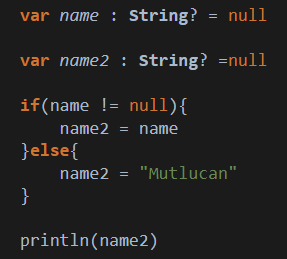 var name : String? = null
var name2 : String? =null
if(name != null){
name2 = name
}else{
name2 = "Mutlucan"
}
println(name2)